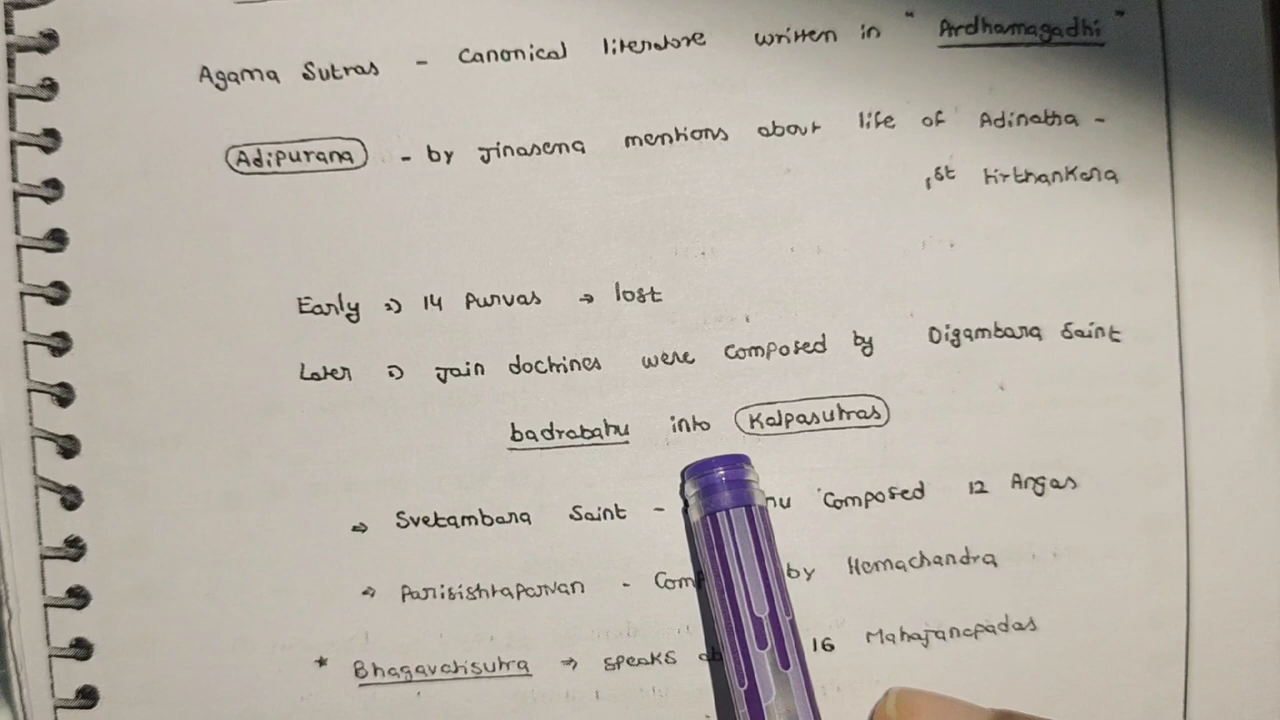 Agama Sutras - Canonical literature written in "Ardhamagadhi"
Adipurana - by Jinasena mentions about life of Adinatha -
1st tirthankara
Early ⇒ 14 Purvas → lost
Later ⇒ Jain doctrines were composed by Digambara Saint
badrabahu into Kalpasutras
⇒ Svetambara Saint - composed 12 Angas
⇒ Parisishtaparvan - by Hemachandra
* Bhagavatisutra ⇒ speaks 16 Mahajanapadas